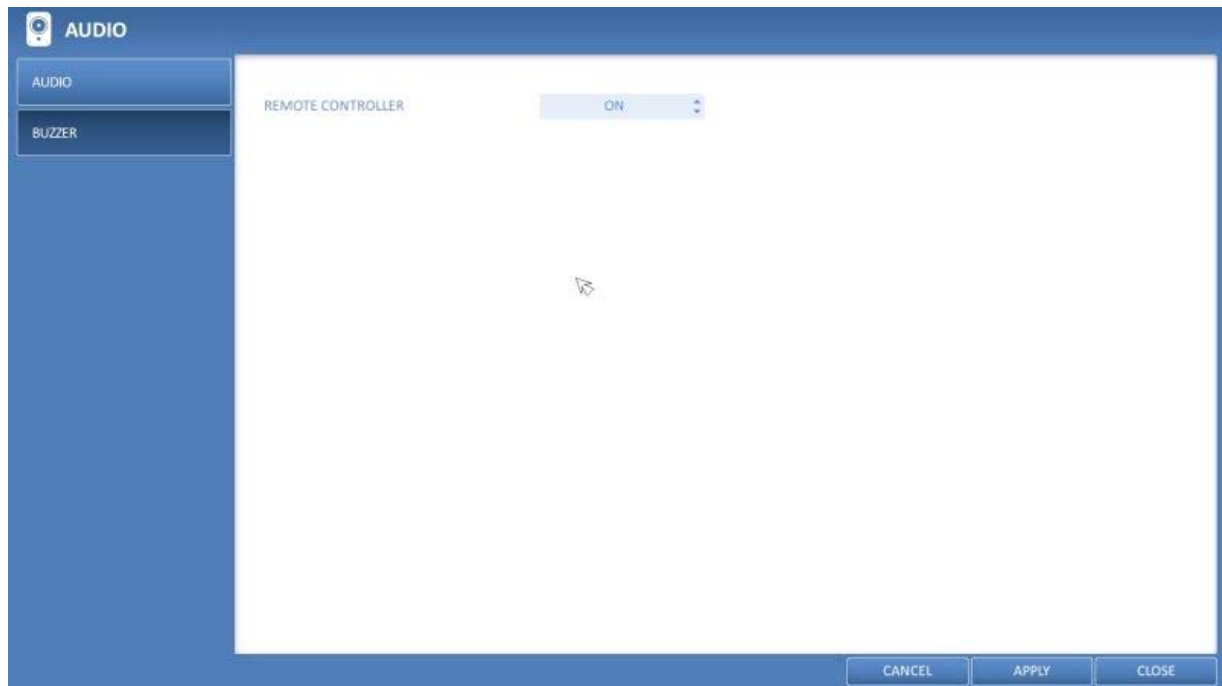 AUDIO
AUDIO
BUZZER
REMOTE CONTROLLER ON
CANCEL APPLY CLOSE